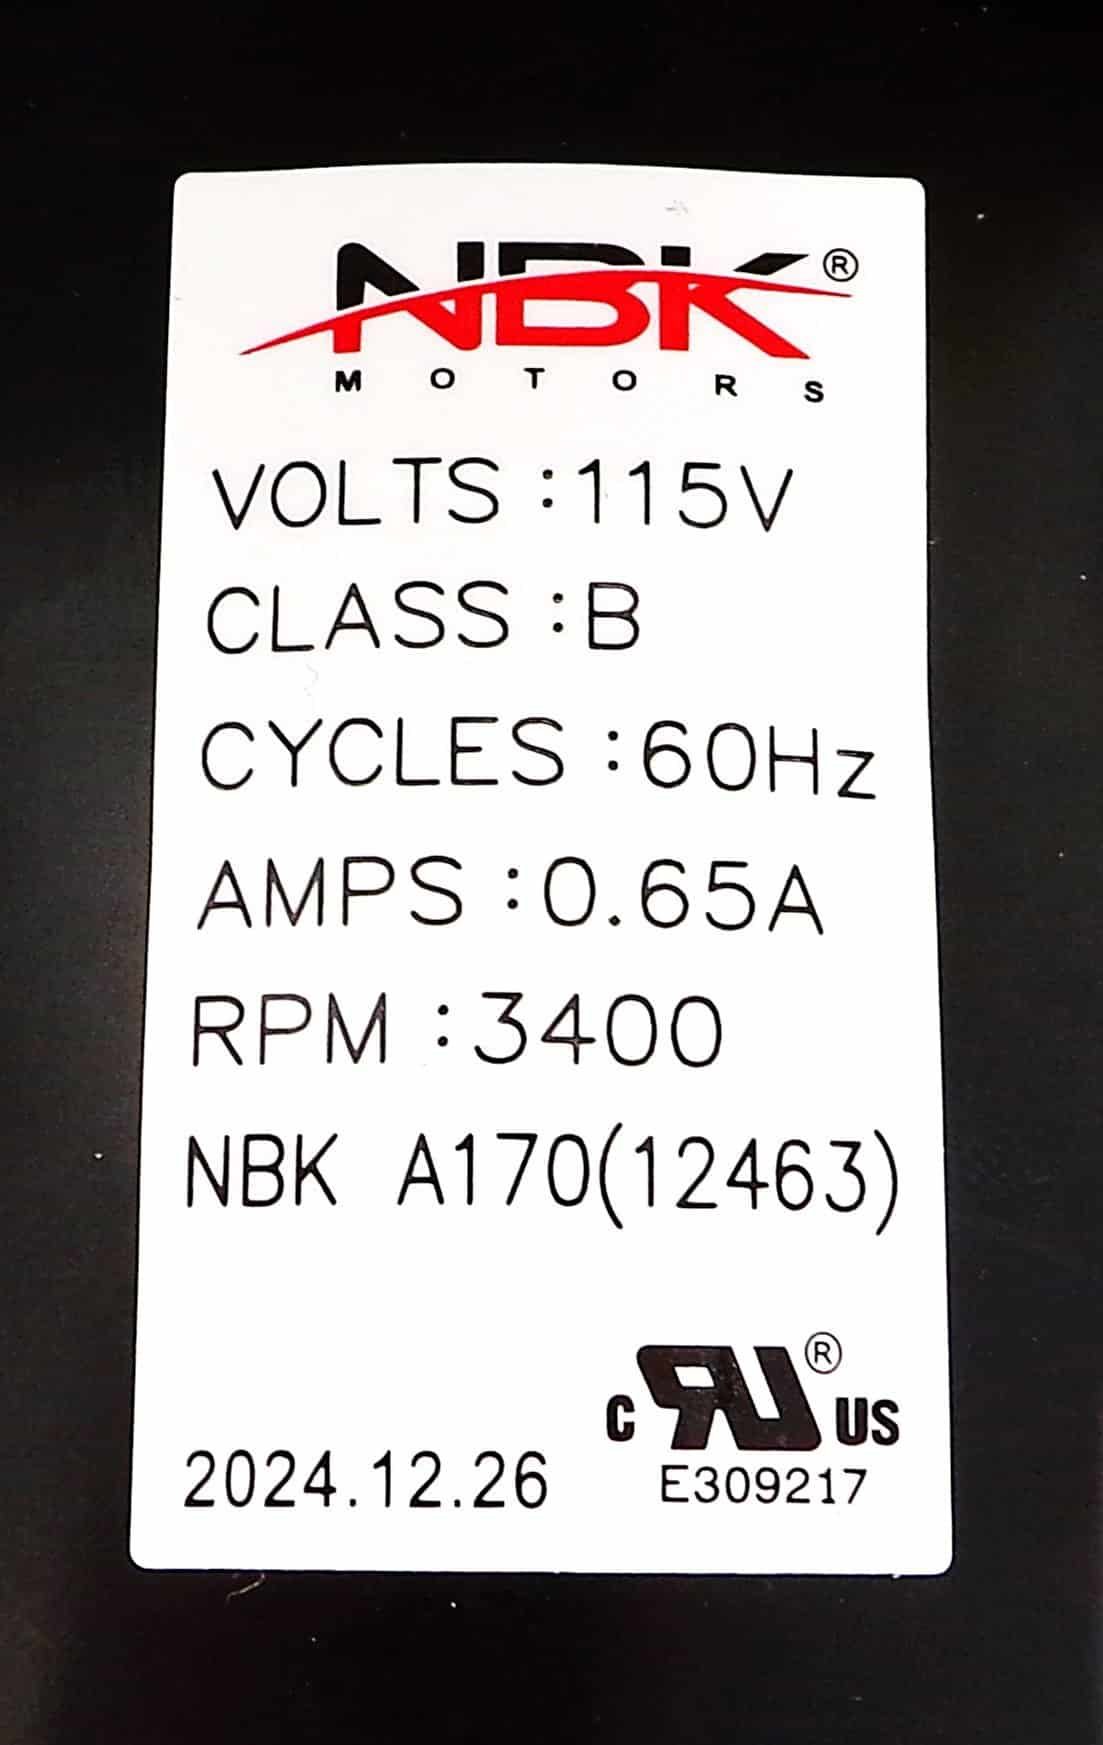 NBK®
MOTORS
VOLTS :115V
CLASS :B
CYCLES :60Hz
AMPS :0.65A
RPM :3400
NBK A170(12463)
C RU® US
2024.12.26 E309217